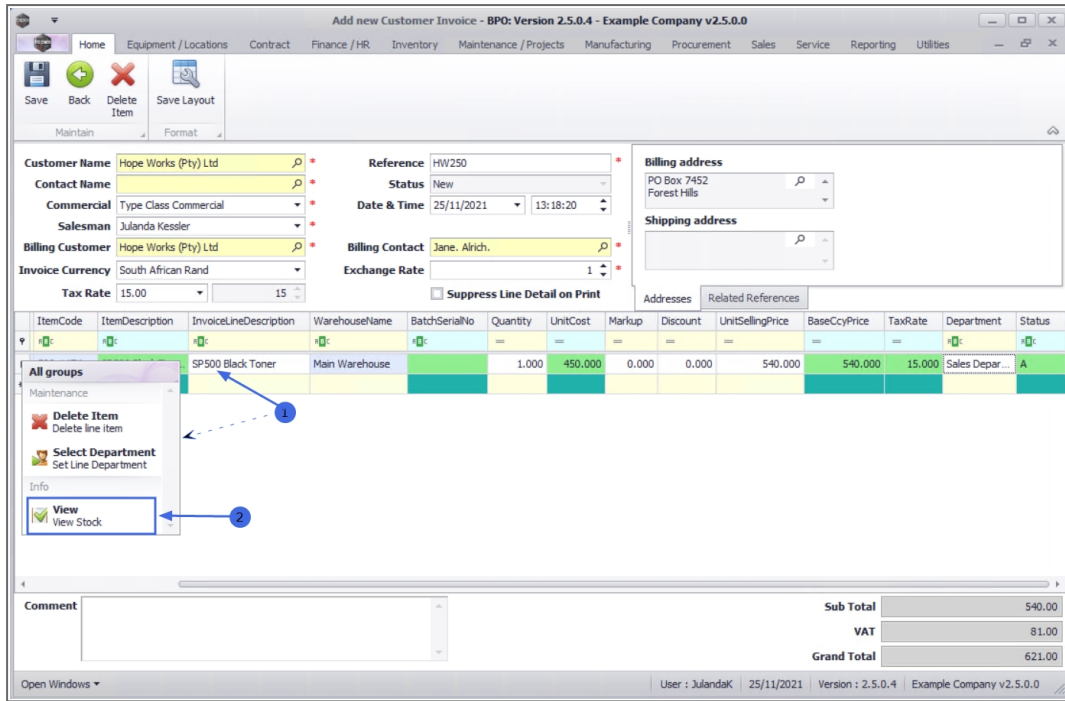 Add new Customer Invoice - BPO: Version 2.5.0.4 - Example Company v2.5.0.0
Home Equipment / Locations Contract Finance / HR Inventory Maintenance / Projects Manufacturing Procurement Sales Service Reporting Utilities
Save Back Delete Item Save Layout
Maintain Format
Customer Name Hope Works (Pty) Ltd * Reference HW250 * Billing address
Contact Name * Status New PO Box 7452
Forest Hills
Commercial Type Class Commercial * Date & Time 25/11/2021 13:18:20
Salesman Julanda Kessler * Shipping address
Billing Customer Hope Works (Pty) Ltd * Billing Contact Jane. Alrich. *
Invoice Currency South African Rand Exchange Rate 1 *
Tax Rate 15.00 15 Suppress Line Detail on Print Addresses Related References
ItemCode ItemDescription InvoiceLineDescription WarehouseName BatchSerialNo Quantity UnitCost Markup Discount UnitSellingPrice BaseCcyPrice TaxRate Department Status
SP500 Black Toner Main Warehouse 1.000 450.000 0.000 0.000 540.000 540.000 15.000 Sales Depar... A
All groups
Maintenance
1
Delete Item
Delete line item
Select Department
Set Line Department
Info
View
View Stock
2
Comment Sub Total 540.00
VAT 81.00
Grand Total 621.00
Open Windows User : JulandaK 25/11/2021 Version : 2.5.0.4 Example Company v2.5.0.0